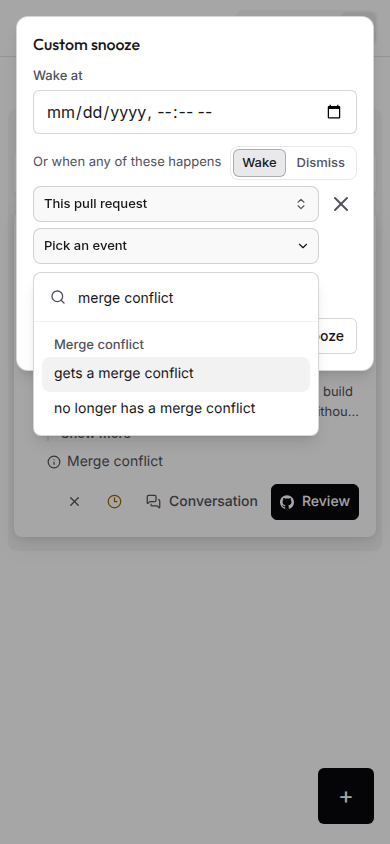 Custom snooze
Wake at
mm/dd/yyyy, --:-- --
Or when any of these happens
Wake
Dismiss
This pull request
Pick an event
merge conflict
Merge conflict
gets a merge conflict
no longer has a merge conflict
build
Merge conflict
Conversation
Review